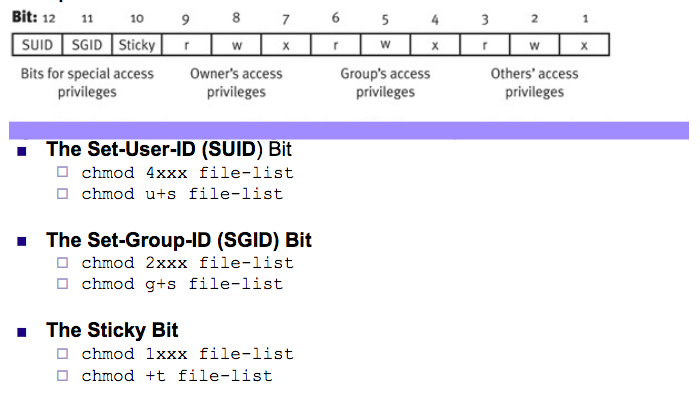 Bit: 12 11 10 9 8 7 6 5 4 3 2 1
SUID SGID Sticky r w x r w x r w x
Bits for special access privileges
Owner's access privileges
Group's access privileges
Others' access privileges
The Set-User-ID (SUID) Bit
chmod 4xxx file-list
chmod u+s file-list
The Set-Group-ID (SGID) Bit
chmod 2xxx file-list
chmod g+s file-list
The Sticky Bit
chmod 1xxx file-list
chmod +t file-list